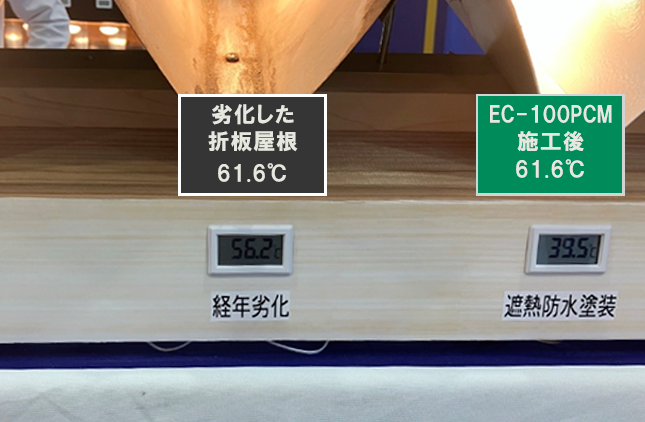 劣化した
折板屋根
61.6℃
EC-100PCM
施工後
61.6℃
56.2℃
39.5℃
経年劣化
遮熱防水塗装